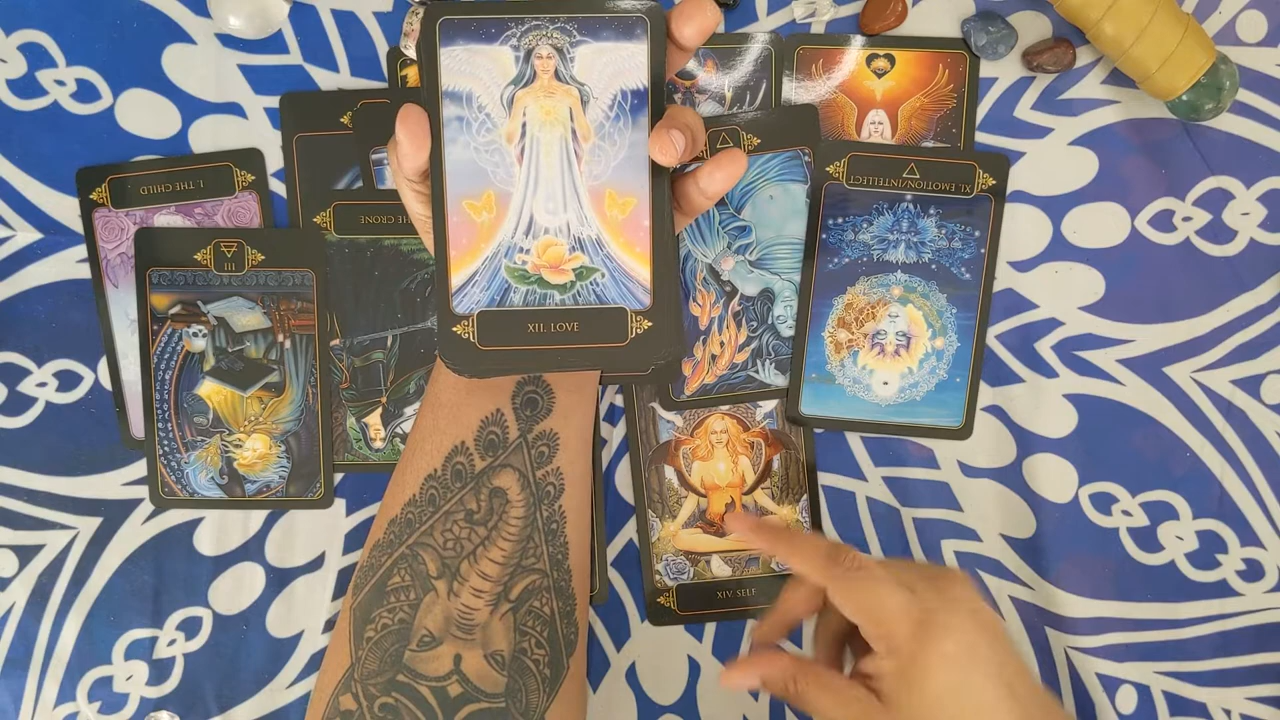 I. THE CHILD
XI. EMOTION/INTELLECT
THE CRONE
III
XII. LOVE
XIV. SELF